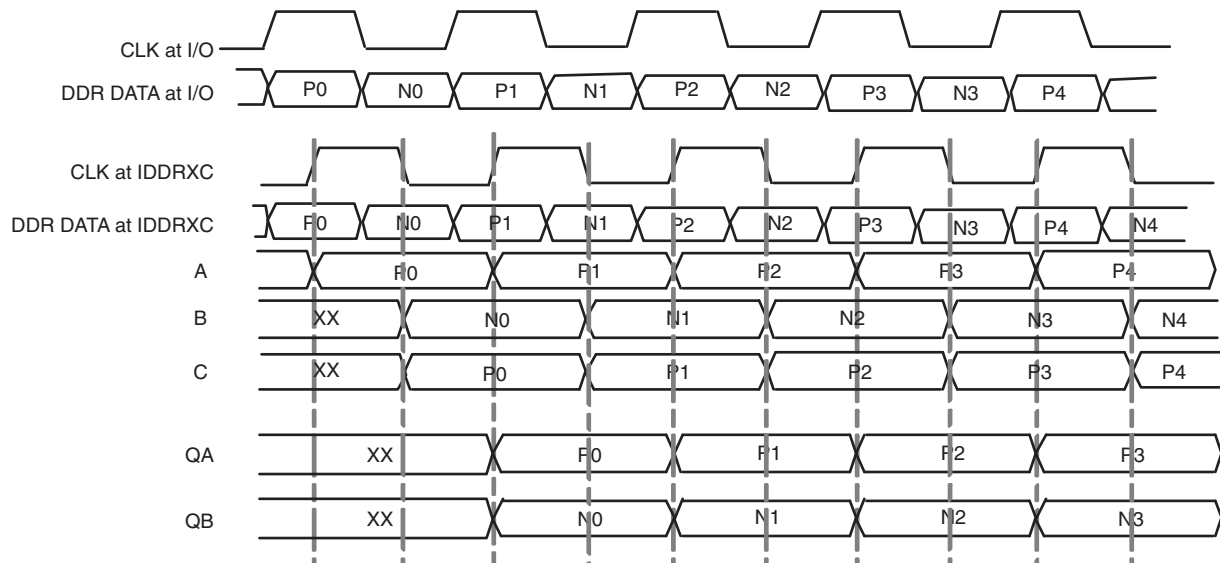 CLK at I/O
DDR DATA at I/O P0 N0 P1 N1 P2 N2 P3 N3 P4
CLK at IDDRXC
DDR DATA at IDDRXC P0 N0 P1 N1 P2 N2 P3 N3 P4 N4
A P0 P1 P2 P3 P4
B XX N0 N1 N2 N3 N4
C XX P0 P1 P2 P3 P4
QA XX P0 P1 P2 P3
QB XX N0 N1 N2 N3